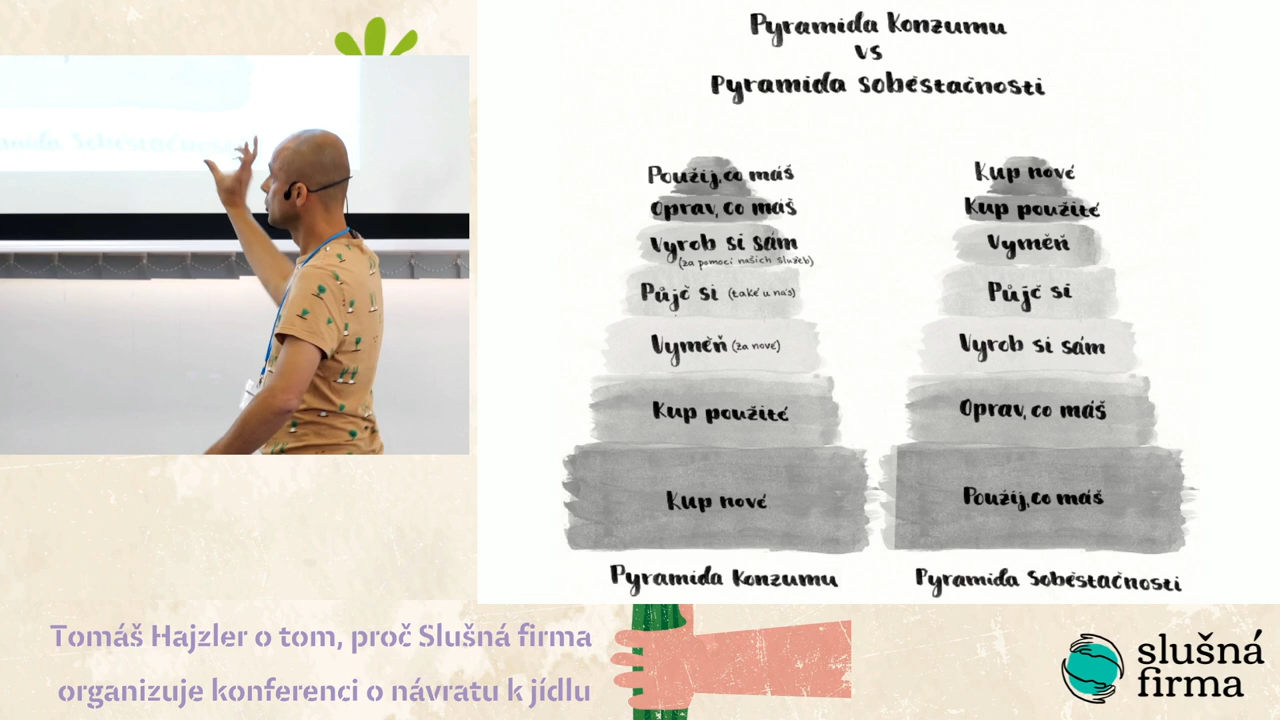 Pyramida Konzumu
vs
Pyramida soběstačnosti
Použij, co máš
Oprav, co máš
Vyrob si sám
(za pomoci našich služeb)
Půjč si (také u nás)
Vyměň (za nové)
Kup použité
Kup nové
Pyramida Konzumu
Kup nové
Kup použité
Vyměň
Půjč si
Vyrob si sám
Oprav, co máš
Použij, co máš
Pyramida Soběstačnosti
Tomáš Hajzler o tom, proč Slušná firma
organizuje konferenci o návratu k jídlu
slušná
firma